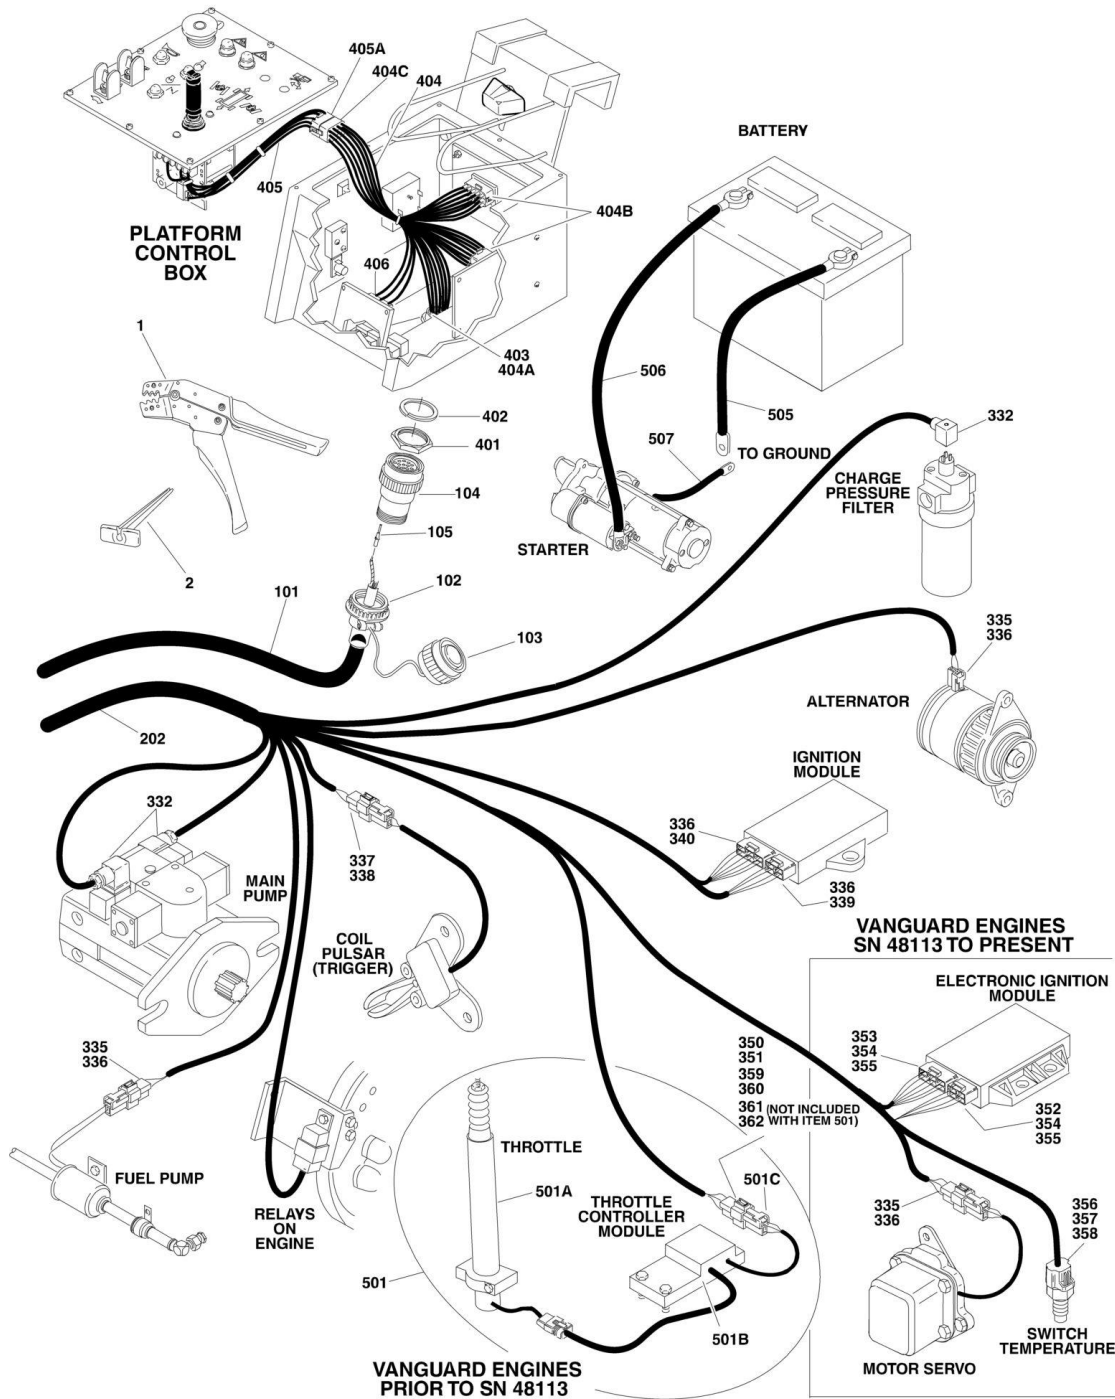 405A
404C
404
405
PLATFORM
CONTROL
BOX
406
404B
403
404A
BATTERY
1
2
402
401
104
105
102
103
101
202
506
505
507
TO GROUND
STARTER
332
CHARGE
PRESSURE
FILTER
335
336
ALTERNATOR
IGNITION
MODULE
336
340
336
339
332
MAIN
PUMP
337
338
COIL
PULSAR
(TRIGGER)
VANGUARD ENGINES
SN 48113 TO PRESENT
ELECTRONIC IGNITION
MODULE
353
354
355
352
354
355
335
336
FUEL PUMP
RELAYS
ON
ENGINE
350
351
359
360
361 (NOT INCLUDED
362 WITH ITEM 501)
THROTTLE
501A
THROTTLE
CONTROLLER
MODULE
501C
501
501B
335
336
356
357
358
SWITCH
TEMPERATURE
MOTOR SERVO
VANGUARD ENGINES
PRIOR TO SN 48113